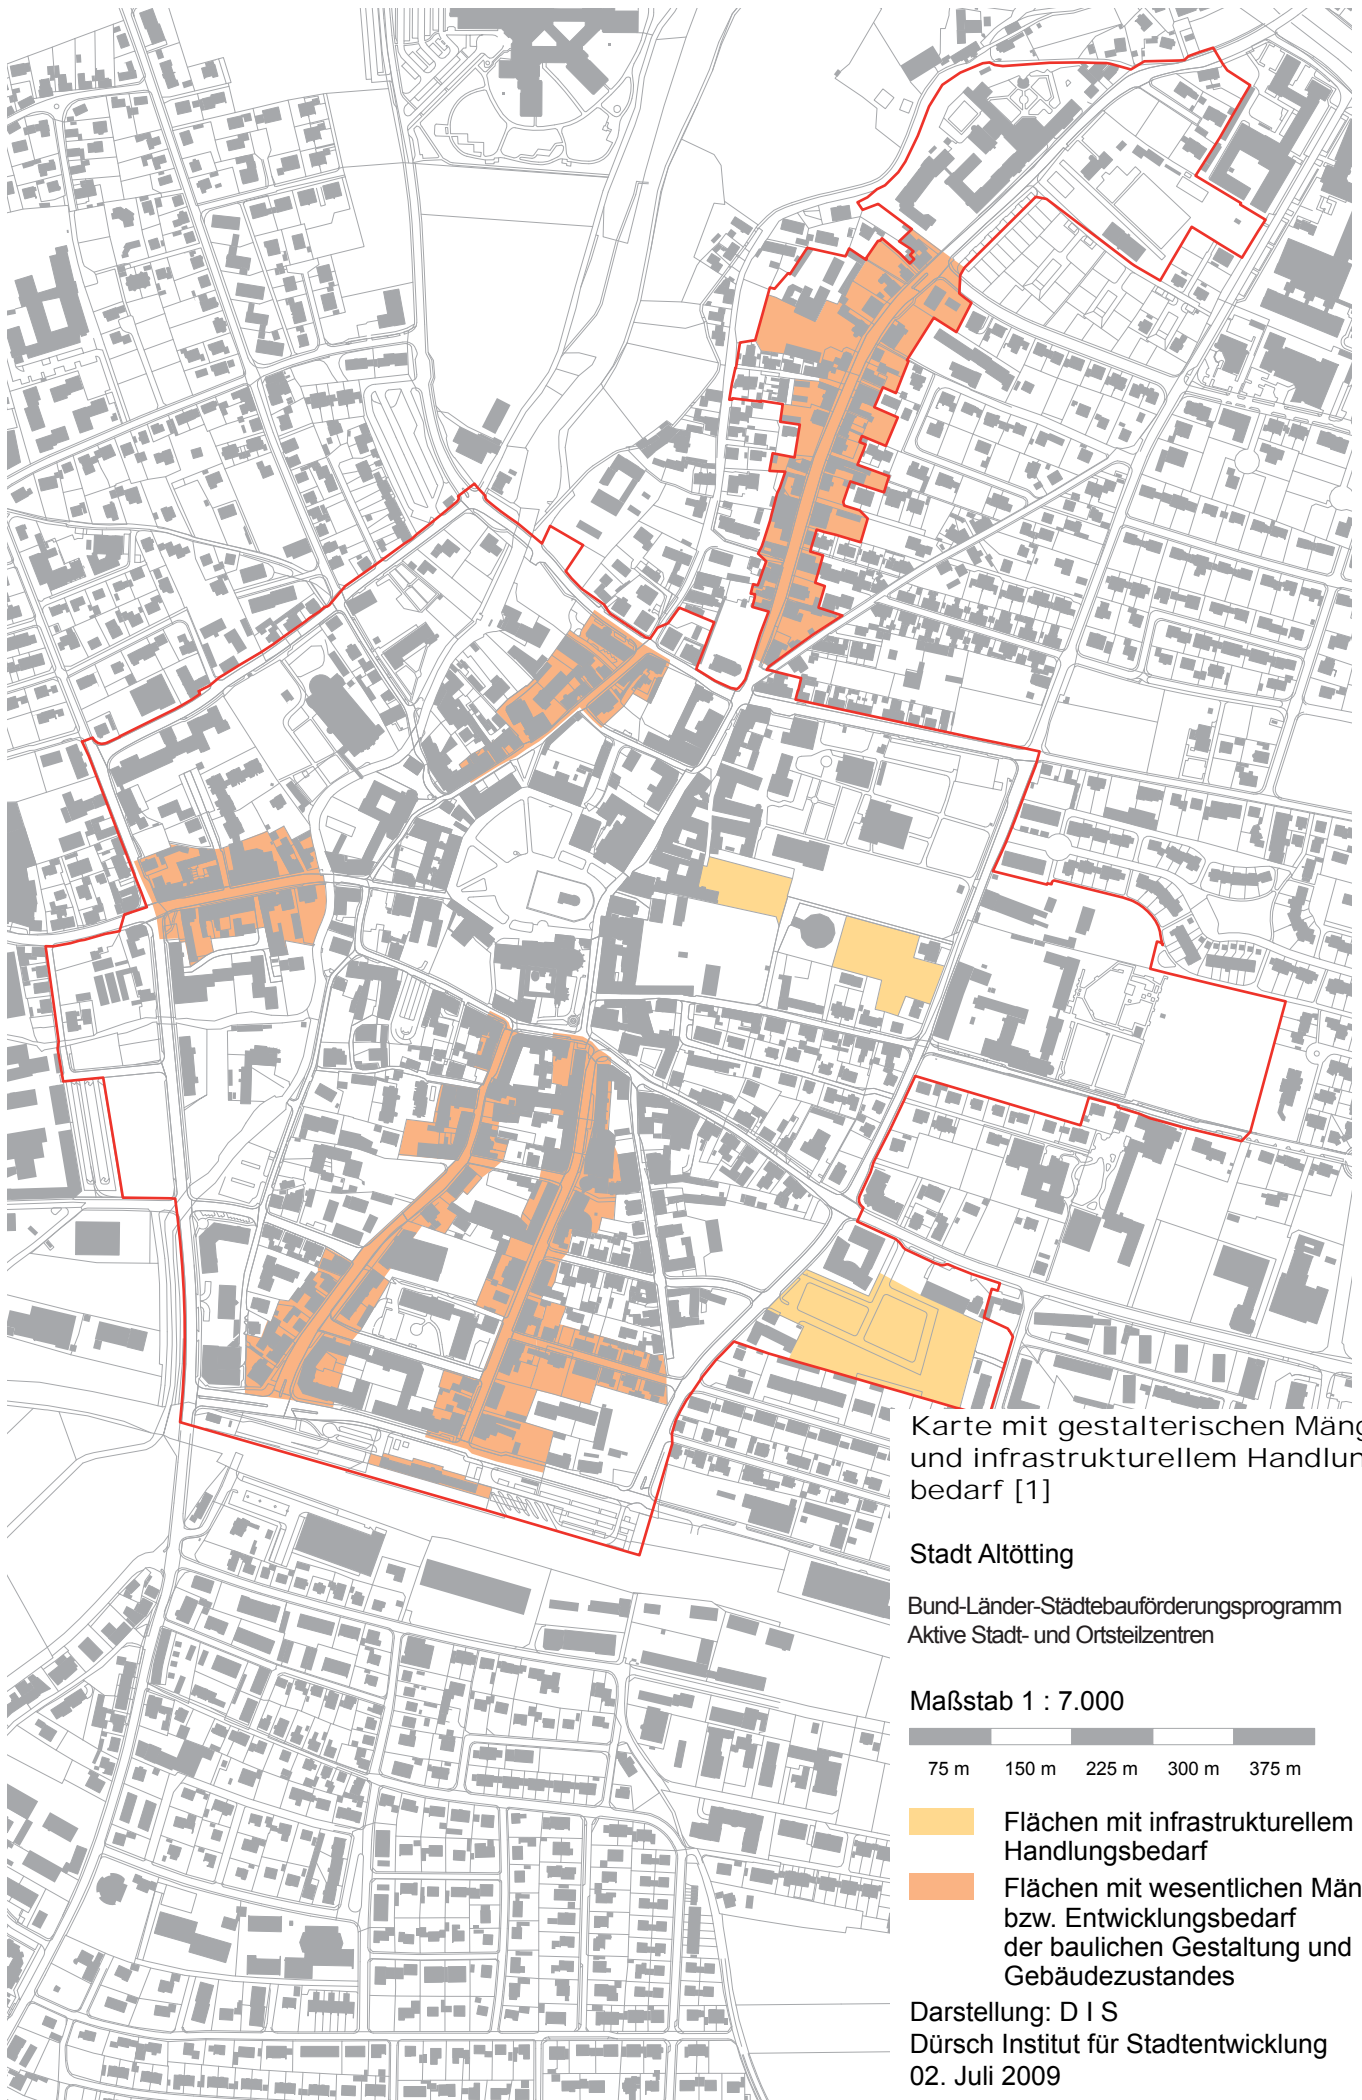 Karte mit gestalterischen Mäng
und infrastrukturellem Handlun
bedarf [1]
Stadt Altötting
Bund-Länder-Städtebauförderungsprogramm
Aktive Stadt- und Ortsteilzentren
Maßstab 1 : 7.000
75 m 150 m 225 m 300 m 375 m
Flächen mit infrastrukturellem
Handlungsbedarf
Flächen mit wesentlichen Män
bzw. Entwicklungsbedarf
der baulichen Gestaltung und
Gebäudezustandes
Darstellung: D I S
Dürsch Institut für Stadtentwicklung
02. Juli 2009